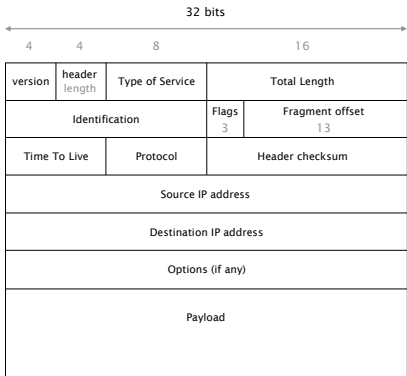 32 bits
4 4 8 16
version header length Type of Service Total Length
Identification Flags 3 Fragment offset 13
Time To Live Protocol Header checksum
Source IP address
Destination IP address
Options (if any)
Payload